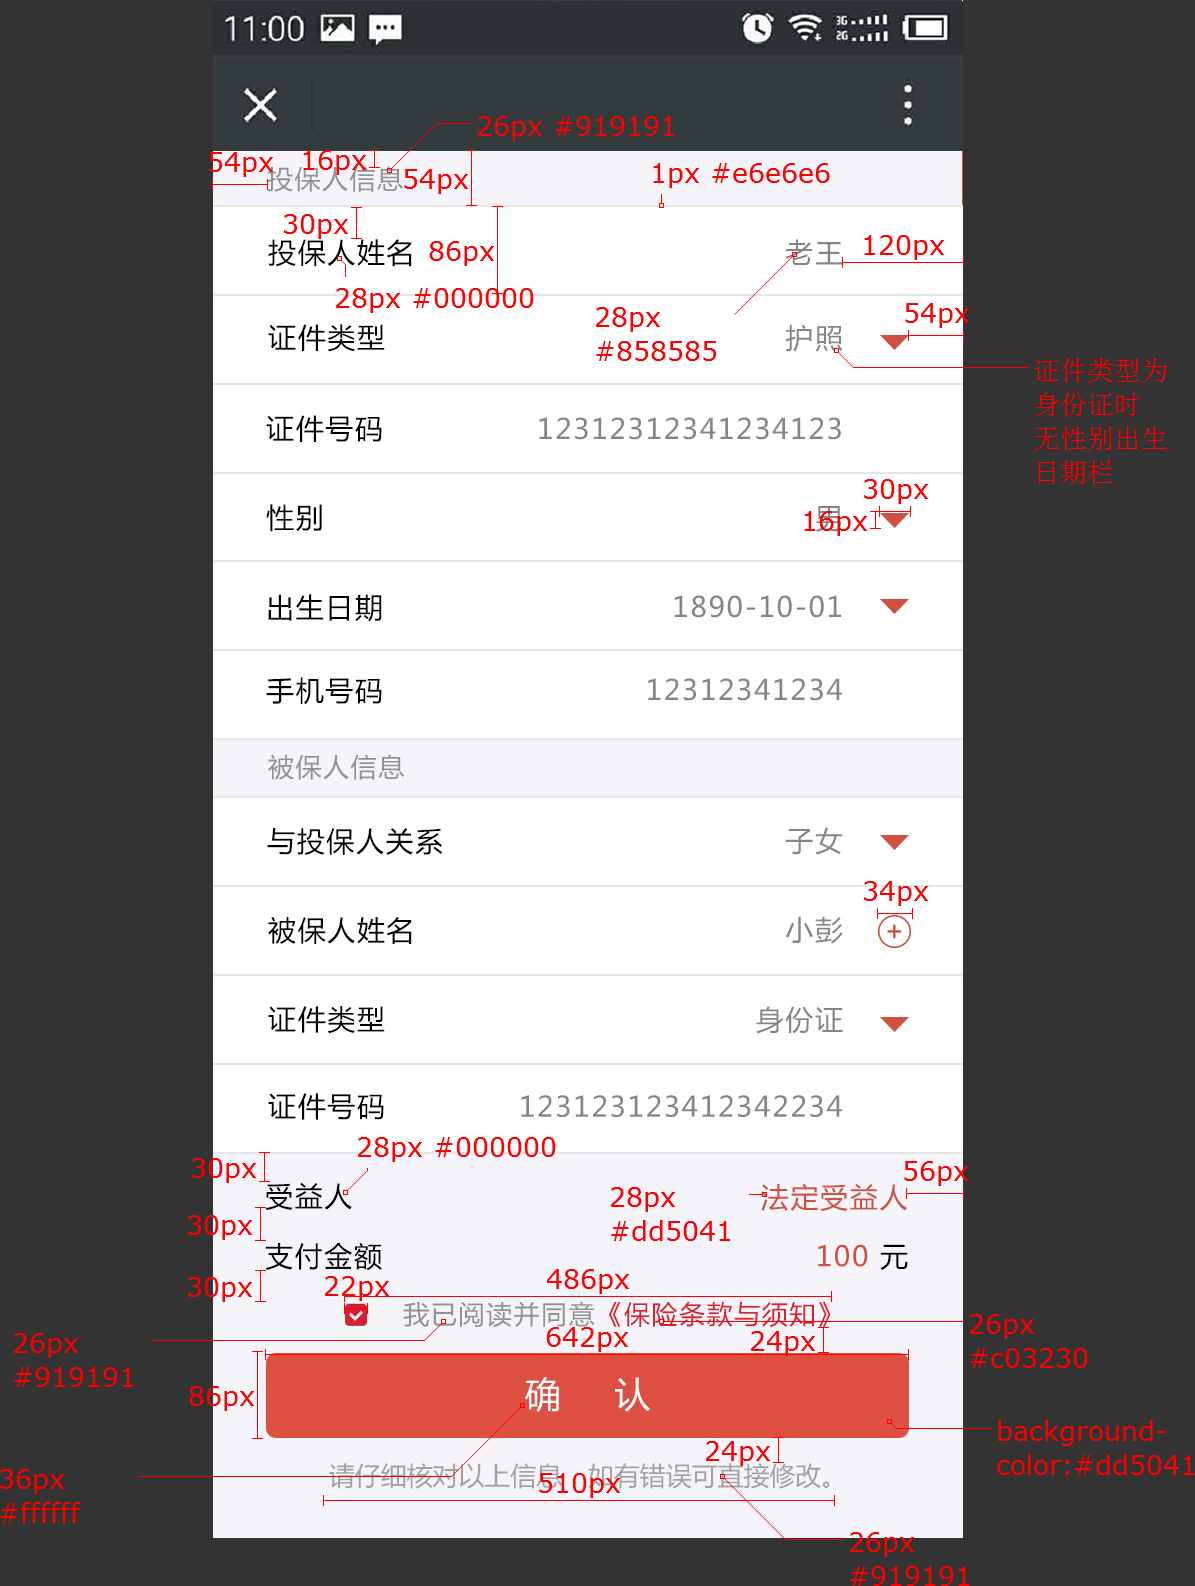 11:00
3G
2G
26px #919191
54px
16px
投保人信息
54px
1px #e6e6e6
30px
投保人姓名
86px
老王
120px
28px #000000
28px
#858585
54px
证件类型
护照
证件类型为
身份证时
无性别出生
日期栏
证件号码
12312312341234123
30px
性别
男
16px
出生日期
1890-10-01
手机号码
12312341234
被保人信息
与投保人关系
子女
34px
被保人姓名
小彭
证件类型
身份证
证件号码
123123123412342234
28px #000000
30px
56px
受益人
28px
#dd5041
法定受益人
30px
支付金额
100 元
30px
22px
486px
我已阅读并同意《保险条款与须知》
26px
#919191
642px
24px
26px
#c03230
86px
确 认
background-
color:#dd5041
24px
36px
#ffffff
请仔细核对以上信息，如有错误可直接修改。
510px
26px
#919191